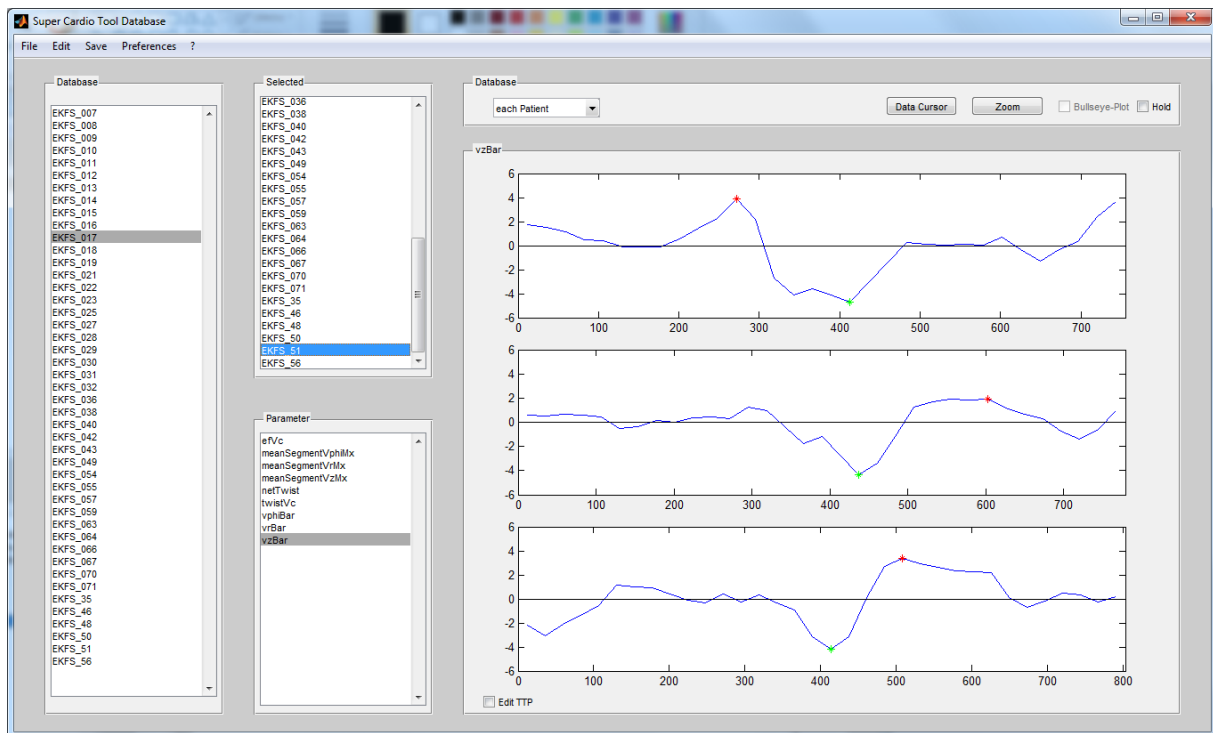 Super Cardio Tool Database
File Edit Save Preferences ?
Database
EKFS_007
EKFS_008
EKFS_009
EKFS_010
EKFS_011
EKFS_012
EKFS_013
EKFS_014
EKFS_015
EKFS_016
EKFS_017
EKFS_018
EKFS_019
EKFS_021
EKFS_022
EKFS_023
EKFS_025
EKFS_027
EKFS_028
EKFS_029
EKFS_030
EKFS_031
EKFS_032
EKFS_036
EKFS_038
EKFS_040
EKFS_042
EKFS_043
EKFS_049
EKFS_054
EKFS_055
EKFS_057
EKFS_059
EKFS_063
EKFS_064
EKFS_066
EKFS_067
EKFS_070
EKFS_071
EKFS_35
EKFS_46
EKFS_48
EKFS_50
EKFS_51
EKFS_56
Selected
EKFS_036
EKFS_038
EKFS_040
EKFS_042
EKFS_043
EKFS_049
EKFS_054
EKFS_055
EKFS_057
EKFS_059
EKFS_063
EKFS_064
EKFS_066
EKFS_067
EKFS_070
EKFS_071
EKFS_35
EKFS_46
EKFS_48
EKFS_50
EKFS_51
EKFS_56
Parameter
efVc
meanSegmentVphiMx
meanSegmentVrMx
meanSegmentVzMx
netTwist
twistVc
vphiBar
vrBar
vzBar
Database
each Patient Data Cursor Zoom Bullseye-Plot Hold
vzBar
6
4
2
0
-2
-4
-6
0 100 200 300 400 500 600 700
6
4
2
0
-2
-4
-6
0 100 200 300 400 500 600 700
6
4
2
0
-2
-4
-6
0 100 200 300 400 500 600 700 800
Edit TTP